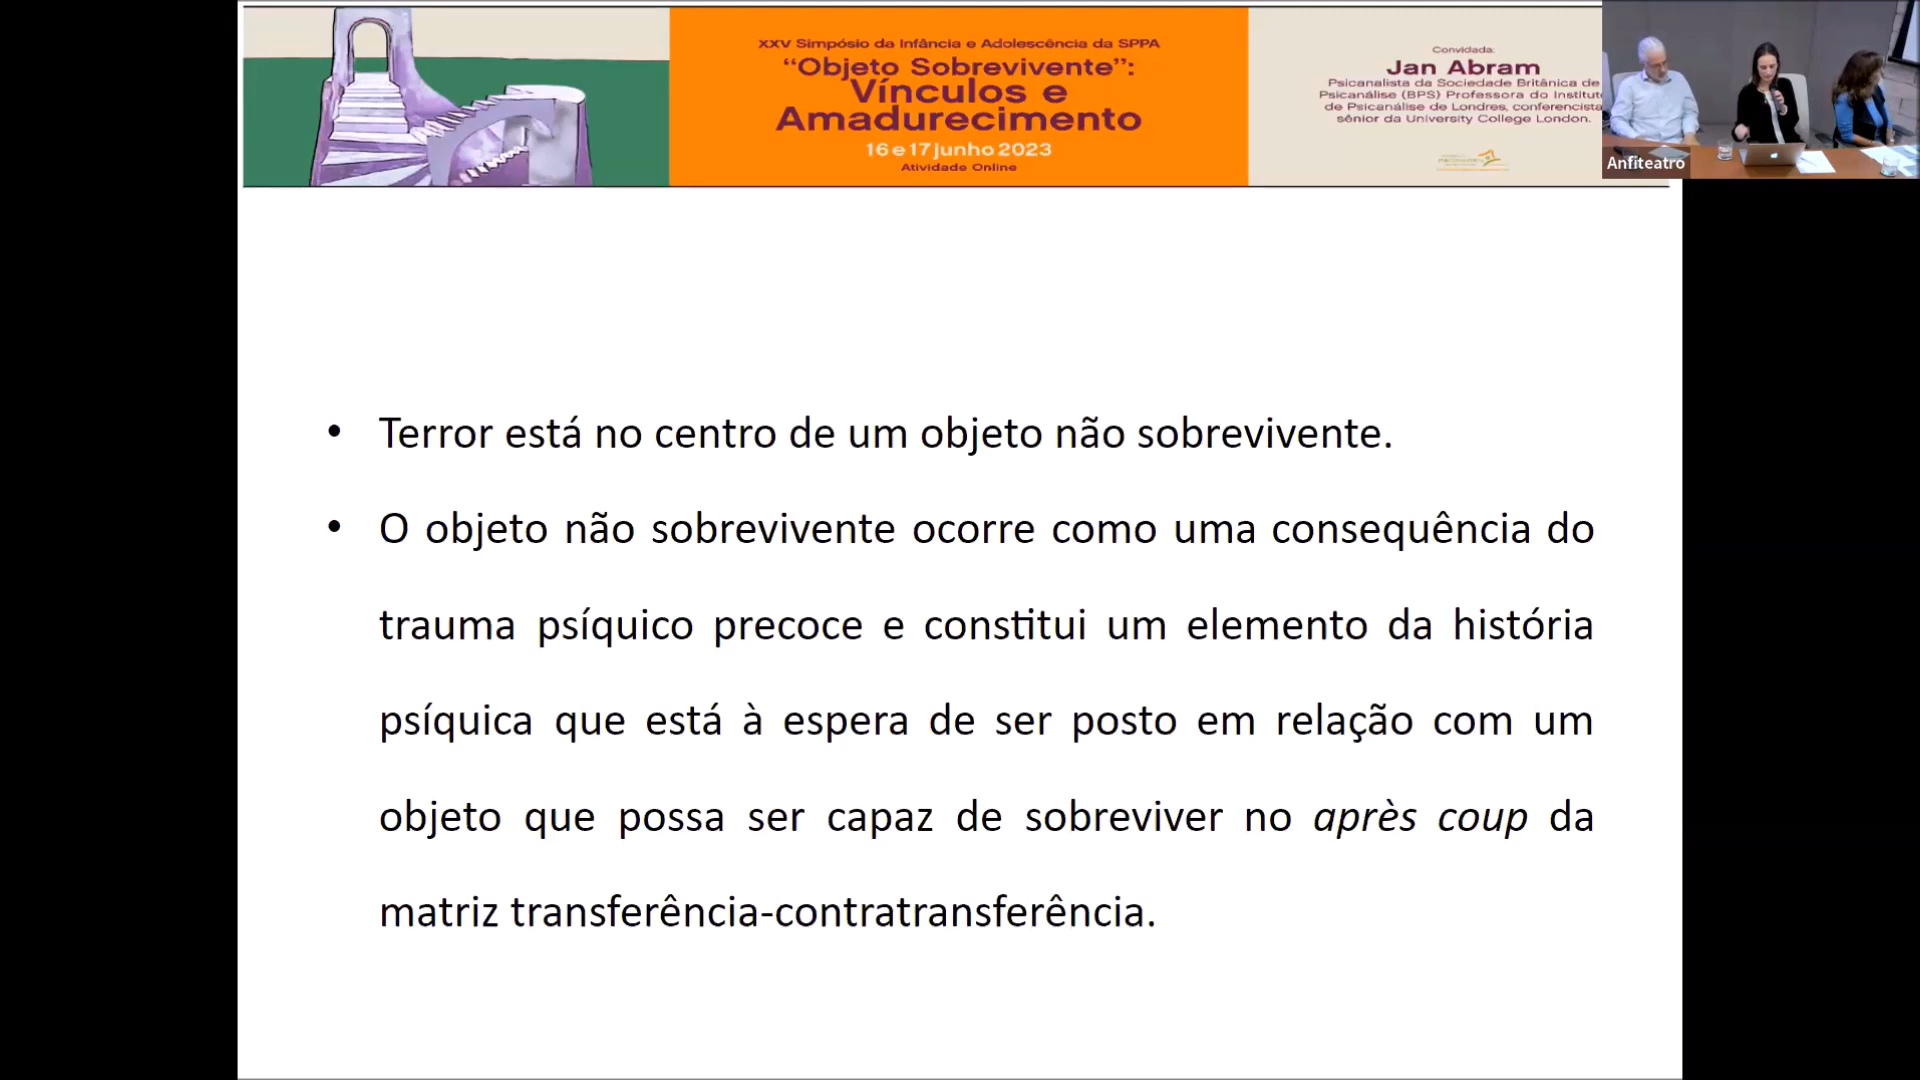 XXV Simpósio da Infância e Adolescência da SPPA
“Objeto Sobrevivente”:
Vínculos e
Amadurecimento
16 e 17 junho 2023
Atividade Online
Convidada:
Jan Abram
Psicanalista da Sociedade Britânica de
Psicanálise (BPS) Professora do Institut
de Psicanálise de Londres, conferencista
sênior da University College London.
Anfiteatro
• Terror está no centro de um objeto não sobrevivente.
• O objeto não sobrevivente ocorre como uma consequência do
trauma psíquico precoce e constitui um elemento da história
psíquica que está à espera de ser posto em relação com um
objeto que possa ser capaz de sobreviver no après coup da
matriz transferência-contratransferência.